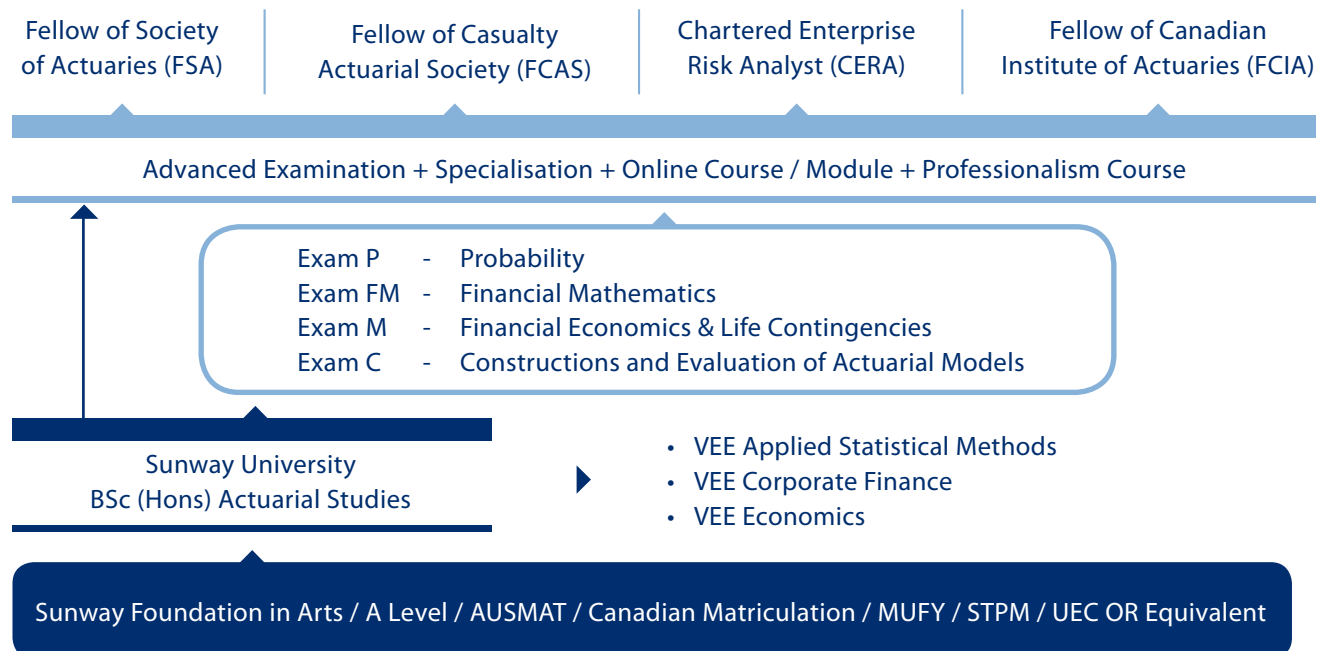 Fellow of Society
of Actuaries (FSA)
Fellow of Casualty
Actuarial Society (FCAS)
Chartered Enterprise
Risk Analyst (CERA)
Fellow of Canadian
Institute of Actuaries (FCIA)
Advanced Examination + Specialisation + Online Course / Module + Professionalism Course
Exam P - Probability
Exam FM - Financial Mathematics
Exam M - Financial Economics & Life Contingencies
Exam C - Constructions and Evaluation of Actuarial Models
Sunway University
BSc (Hons) Actuarial Studies
• VEE Applied Statistical Methods
• VEE Corporate Finance
• VEE Economics
Sunway Foundation in Arts / A Level / AUSMAT / Canadian Matriculation / MUFY / STPM / UEC OR Equivalent